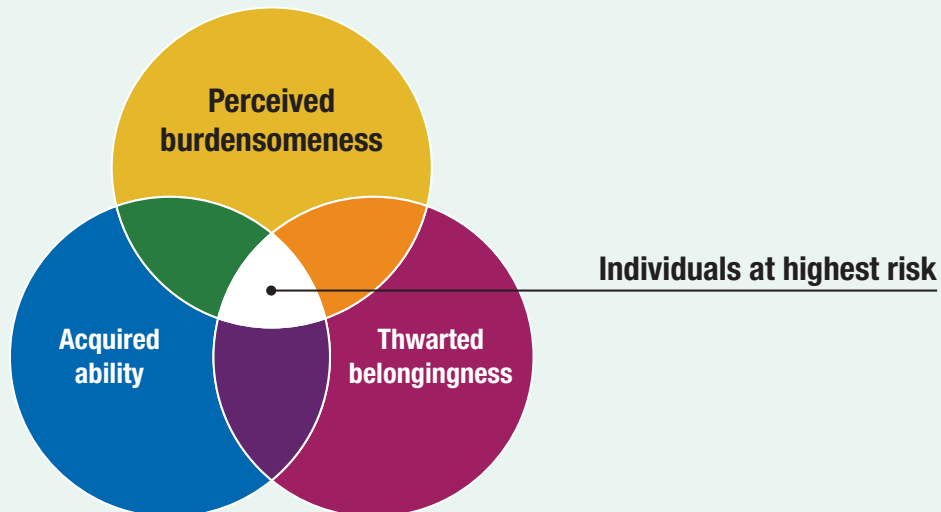 Perceived
burdensomeness
Individuals at highest risk
Acquired
ability
Thwarted
belongingness